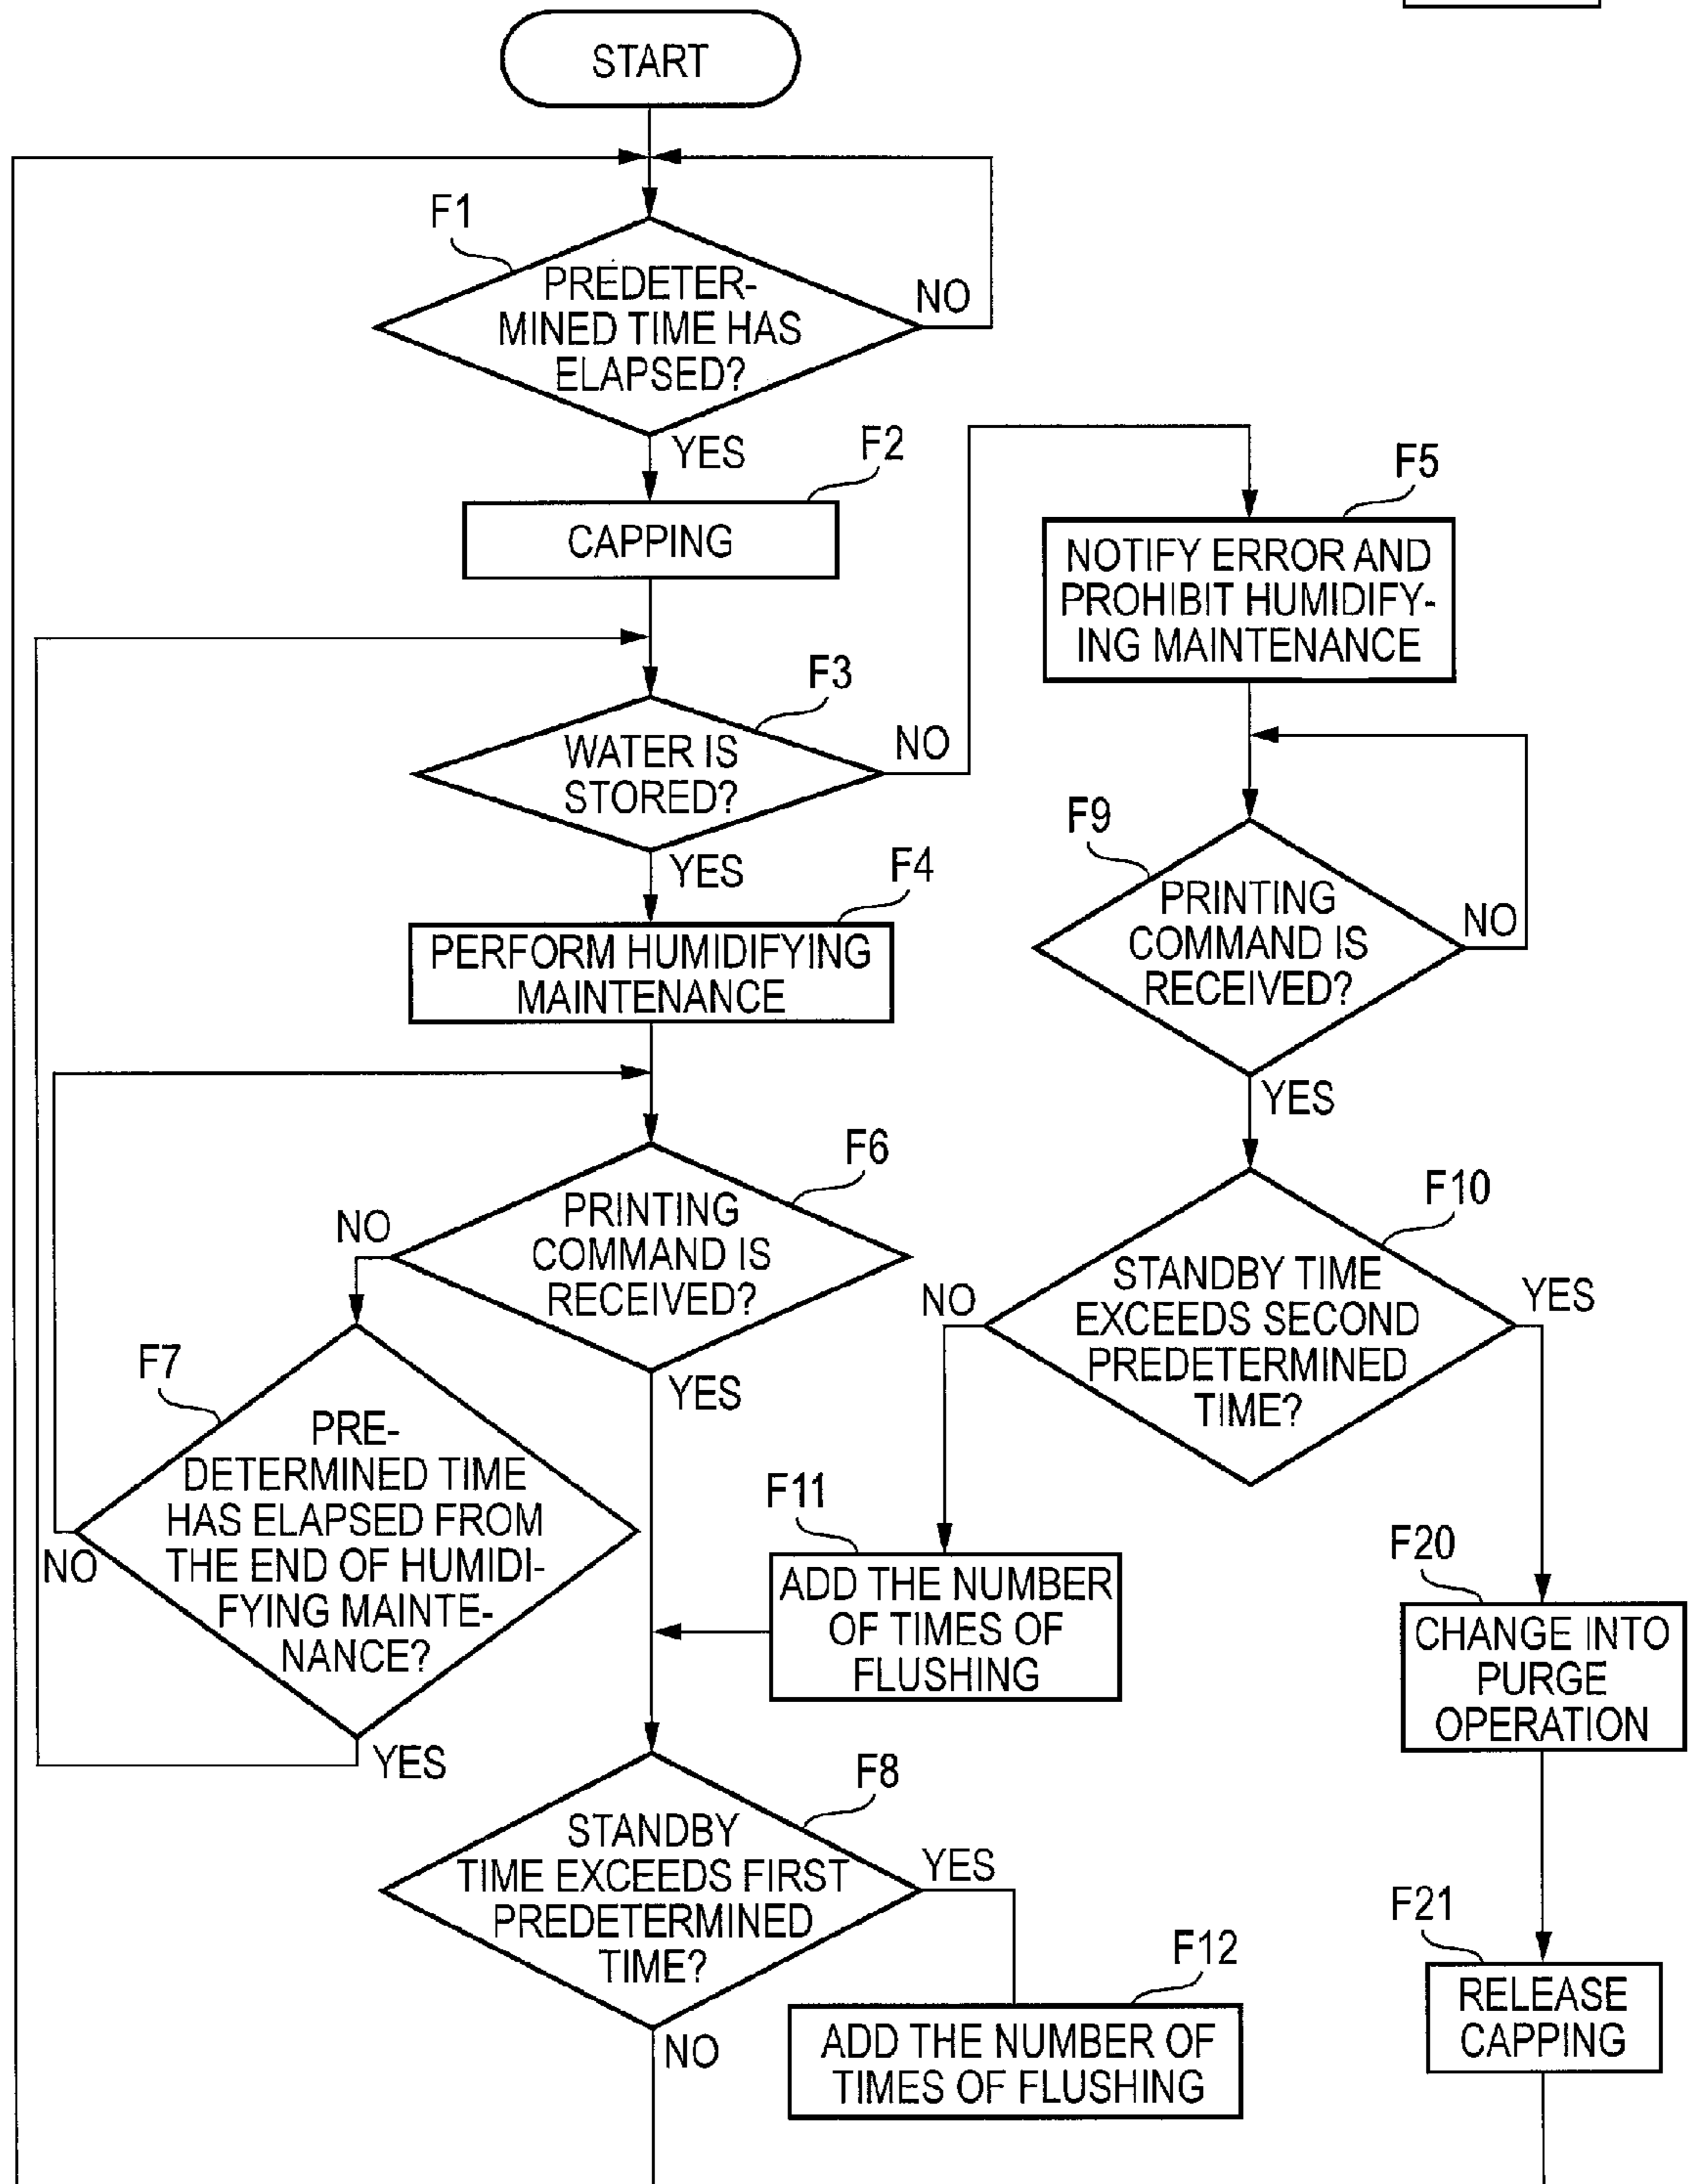 START
F1
PREDETER-
MINED TIME HAS
ELAPSED?
NO
YES
F2
CAPPING
F3
WATER IS
STORED?
NO
YES
F5
NOTIFY ERROR AND
PROHIBIT HUMIDIFY-
ING MAINTENANCE
F4
PERFORM HUMIDIFYING
MAINTENANCE
F9
PRINTING
COMMAND IS
RECEIVED?
NO
YES
F6
PRINTING
COMMAND IS
RECEIVED?
NO
YES
F7
PRE-
DETERMINED TIME
HAS ELAPSED FROM
THE END OF HUMIDI-
FYING MAINTE-
NANCE?
NO
YES
F10
STANDBY TIME
EXCEEDS SECOND
PREDETERMINED
TIME?
NO
YES
F11
ADD THE NUMBER
OF TIMES OF
FLUSHING
F20
CHANGE INTO
PURGE
OPERATION
F8
STANDBY
TIME EXCEEDS FIRST
PREDETERMINED
TIME?
YES
NO
F12
ADD THE NUMBER OF
TIMES OF FLUSHING
F21
RELEASE
CAPPING